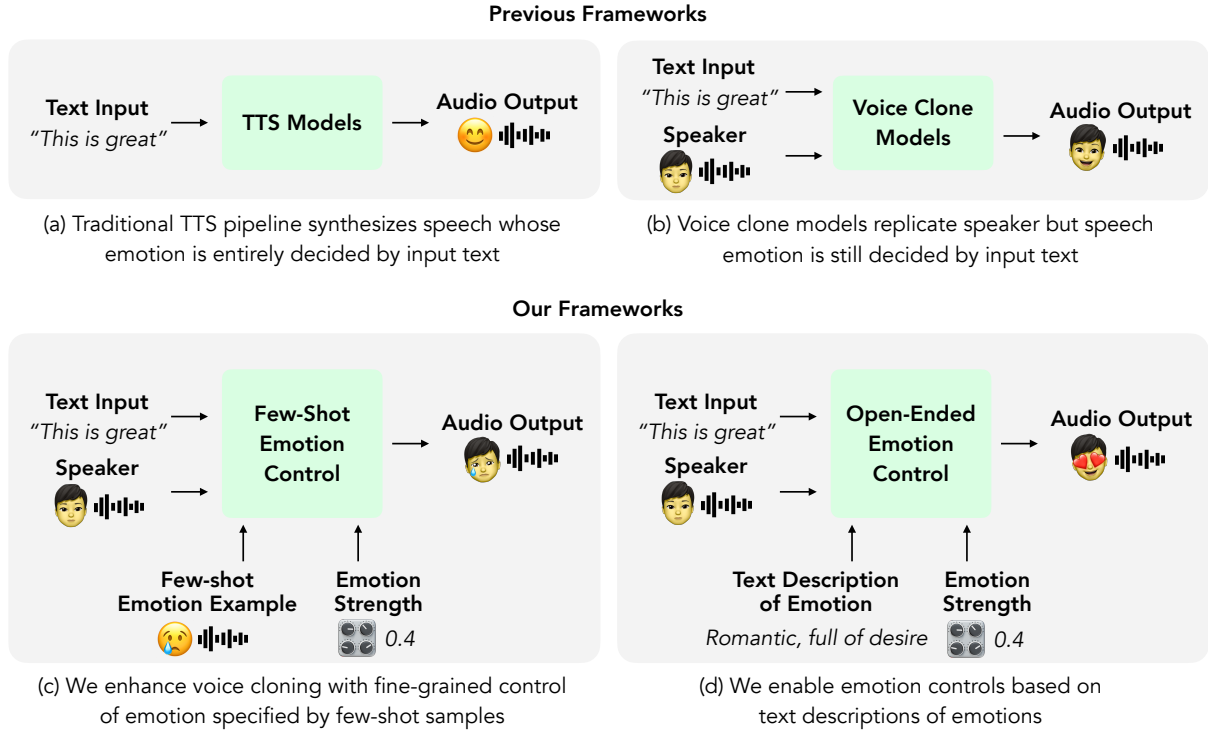 Previous Frameworks
Text Input
“This is great”
TTS Models
Audio Output
(a) Traditional TTS pipeline synthesizes speech whose
emotion is entirely decided by input text
Text Input
“This is great”
Speaker
Voice Clone
Models
Audio Output
(b) Voice clone models replicate speaker but speech
emotion is still decided by input text
Our Frameworks
Text Input
“This is great”
Speaker
Few-Shot
Emotion
Control
Audio Output
Few-shot
Emotion Example
Emotion
Strength
0.4
(c) We enhance voice cloning with fine-grained control
of emotion specified by few-shot samples
Text Input
“This is great”
Speaker
Open-Ended
Emotion
Control
Audio Output
Text Description
of Emotion
Romantic, full of desire
Emotion
Strength
0.4
(d) We enable emotion controls based on
text descriptions of emotions